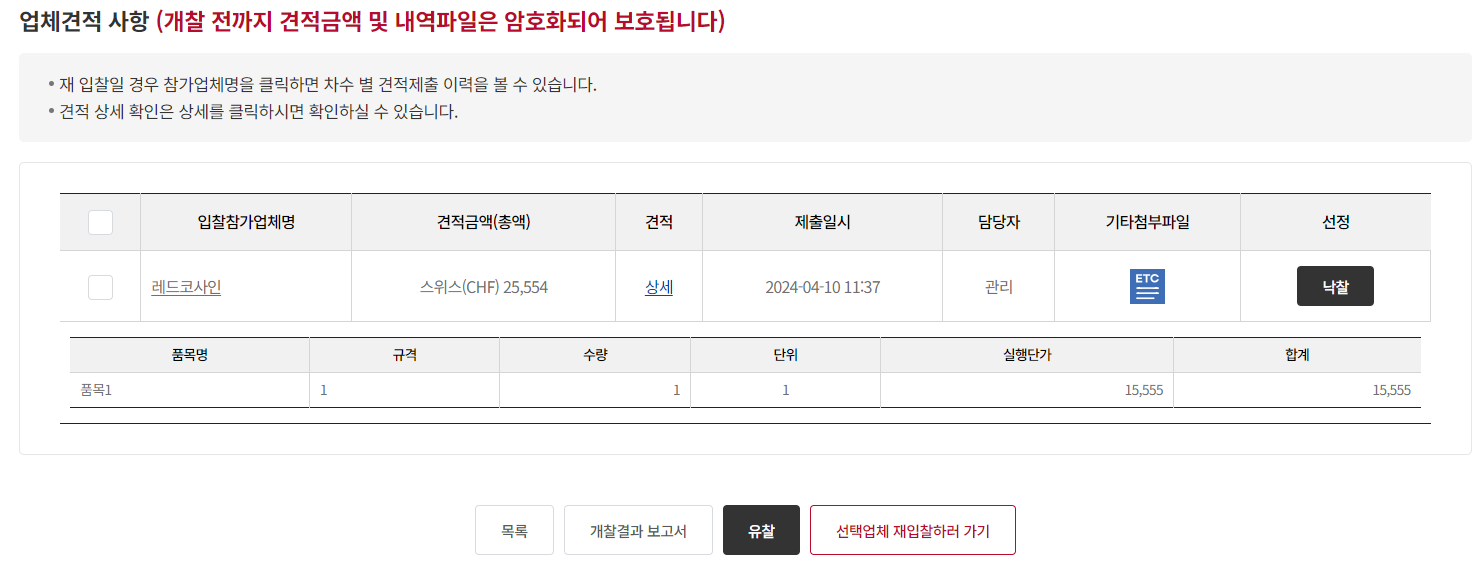 업체견적 사항 (개찰 전까지 견적금액 및 내역파일은 암호화되어 보호됩니다)
• 재 입찰일 경우 참가업체명을 클릭하면 차수 별 견적제출 이력을 볼 수 있습니다.
• 견적 상세 확인은 상세를 클릭하시면 확인하실 수 있습니다.
입찰참가업체명 견적금액(총액) 견적 제출일시 담당자 기타첨부파일 선정
레드코사인 스위스(CHF) 25,554 상세 2024-04-10 11:37 관리 ETC 낙찰
품목명 규격 수량 단위 실행단가 합계
품목1 1 1 1 15,555 15,555
목록 개찰결과 보고서 유찰 선택업체 재입찰하러 가기